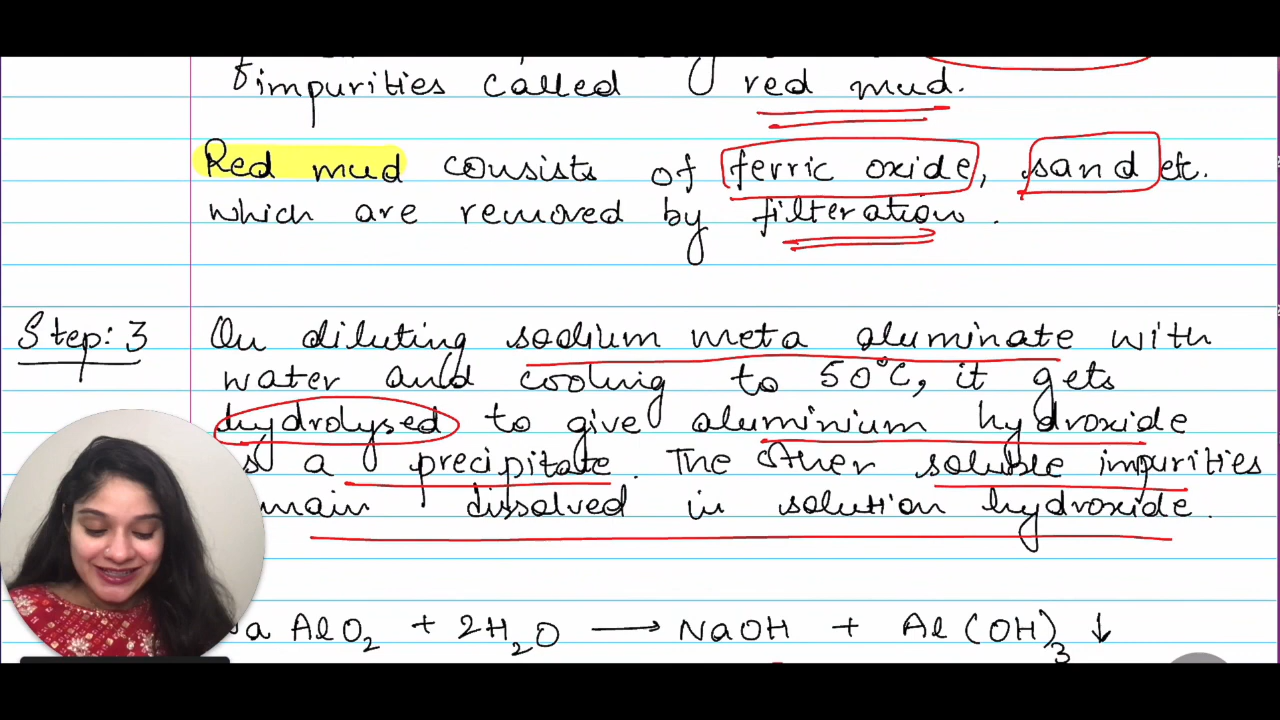 impurities called red mud.
Red mud consists of ferric oxide, sand etc.
which are removed by filteration.
Step: 3 On diluting sodium meta aluminate with
water and cooling to 50°C, it gets
hydrolysed to give aluminium hydroxide
a precipitate. The other soluble impurities
main dissolved in solution hydroxide.
a AlO₂ + 2H₂O → NaOH + Al(OH)₃ ↓